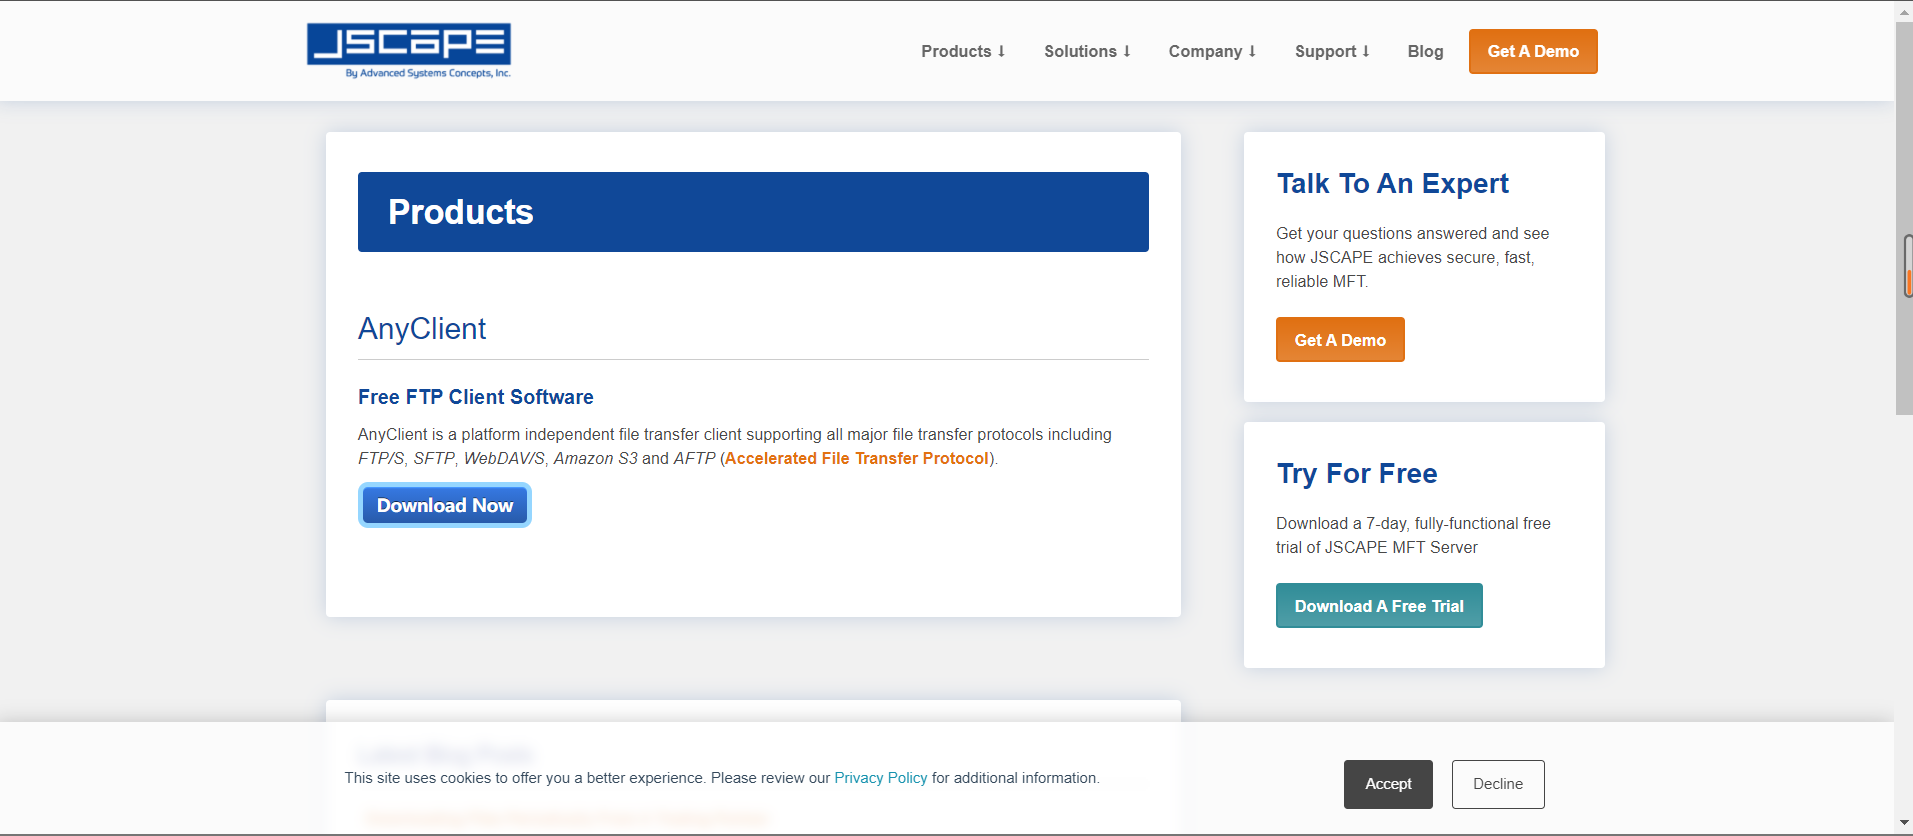 JSCAPE
By Advanced Systems Concepts, Inc.
Products ↓ Solutions ↓ Company ↓ Support ↓ Blog Get A Demo
Products
AnyClient
Free FTP Client Software
AnyClient is a platform independent file transfer client supporting all major file transfer protocols including
FTP/S, SFTP, WebDAV/S, Amazon S3 and AFTP (Accelerated File Transfer Protocol).
Download Now
Talk To An Expert
Get your questions answered and see
how JSCAPE achieves secure, fast,
reliable MFT.
Get A Demo
Try For Free
Download a 7-day, fully-functional free
trial of JSCAPE MFT Server
Download A Free Trial
This site uses cookies to offer you a better experience. Please review our Privacy Policy for additional information.
Accept
Decline